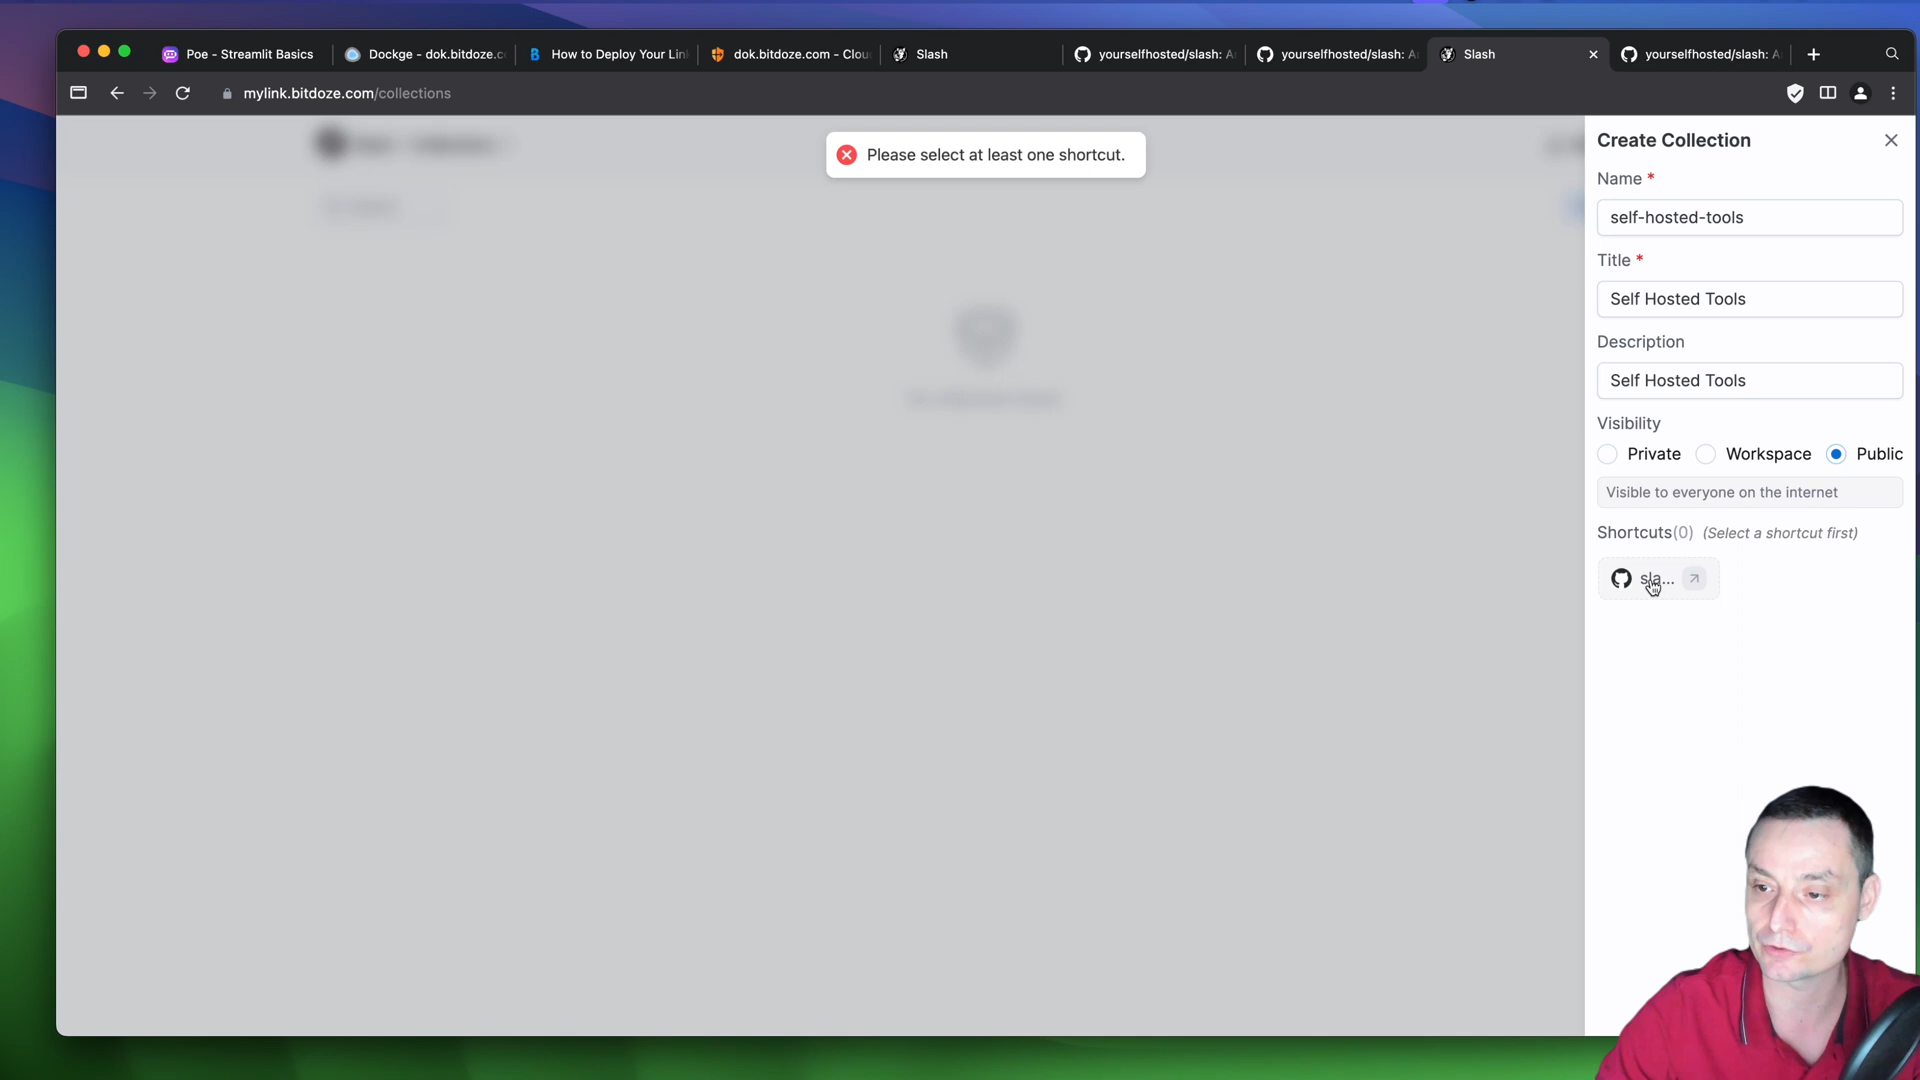 Poe - Streamlit Basics
Dockge - dok.bitdoze.co
How to Deploy Your Lin
dok.bitdoze.com - Clou
Slash
yourselfhosted/slash: A
yourselfhosted/slash: A
Slash
yourselfhosted/slash: A
mylink.bitdoze.com/collections
Please select at least one shortcut.
Create Collection
Name *
self-hosted-tools
Title *
Self Hosted Tools
Description
Self Hosted Tools
Visibility
Private
Workspace
Public
Visible to everyone on the internet
Shortcuts(0) (Select a shortcut first)
sla...